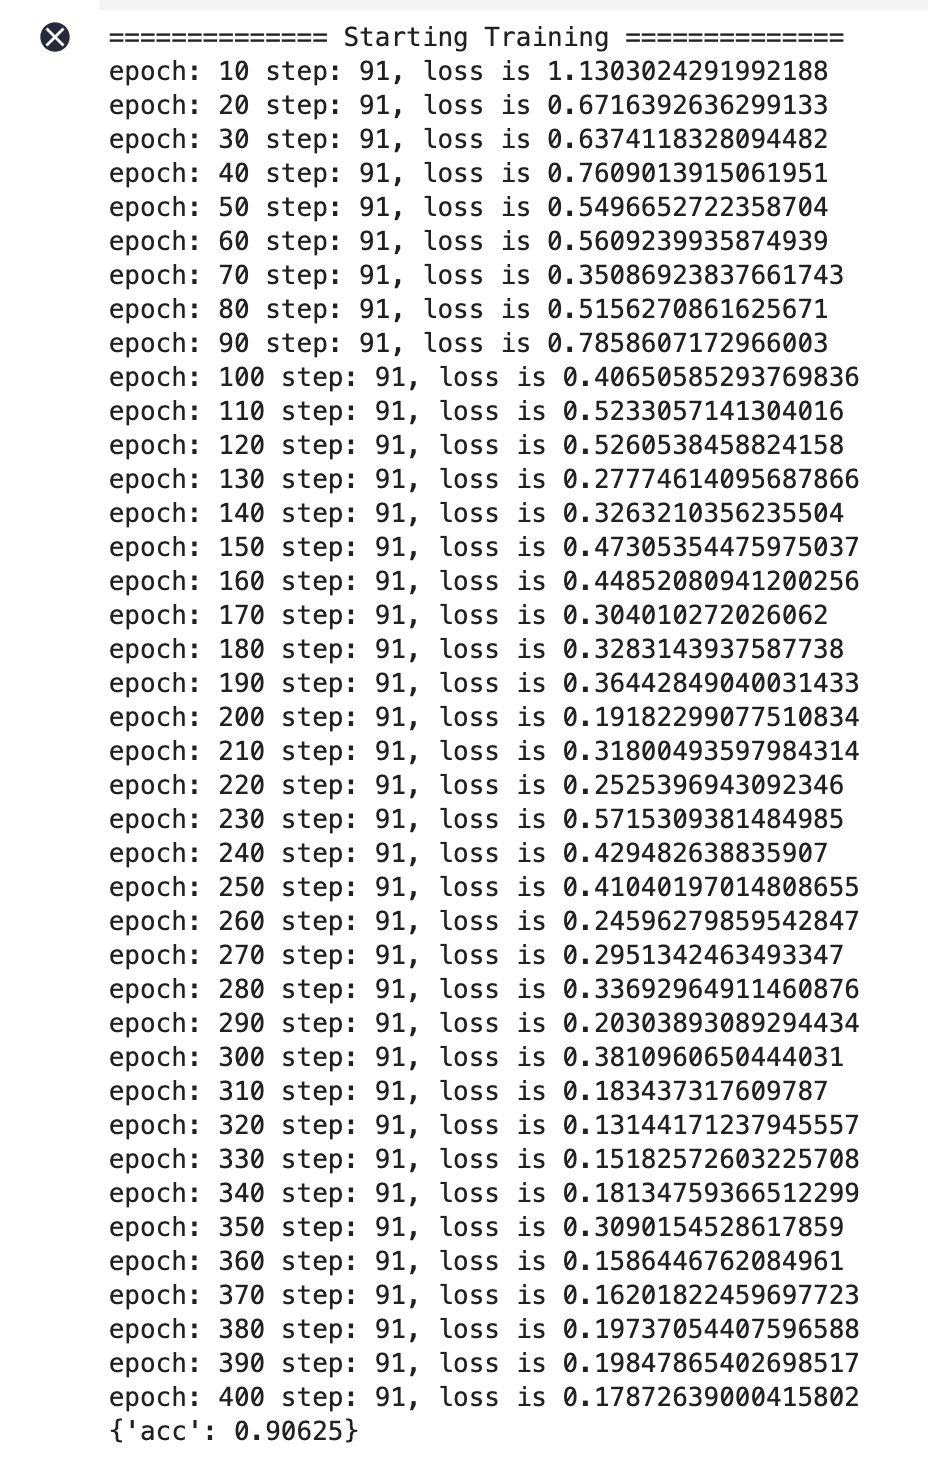 ============== Starting Training ==============
epoch: 10 step: 91, loss is 1.1303024291992188
epoch: 20 step: 91, loss is 0.6716392636299133
epoch: 30 step: 91, loss is 0.6374118328094482
epoch: 40 step: 91, loss is 0.7609013915061951
epoch: 50 step: 91, loss is 0.5496652722358704
epoch: 60 step: 91, loss is 0.5609239935874939
epoch: 70 step: 91, loss is 0.35086923837661743
epoch: 80 step: 91, loss is 0.5156270861625671
epoch: 90 step: 91, loss is 0.7858607172966003
epoch: 100 step: 91, loss is 0.40650585293769836
epoch: 110 step: 91, loss is 0.5233057141304016
epoch: 120 step: 91, loss is 0.5260538458824158
epoch: 130 step: 91, loss is 0.27774614095687866
epoch: 140 step: 91, loss is 0.3263210356235504
epoch: 150 step: 91, loss is 0.47305354475975037
epoch: 160 step: 91, loss is 0.44852080941200256
epoch: 170 step: 91, loss is 0.304010272026062
epoch: 180 step: 91, loss is 0.3283143937587738
epoch: 190 step: 91, loss is 0.36442849040031433
epoch: 200 step: 91, loss is 0.19182299077510834
epoch: 210 step: 91, loss is 0.31800493597984314
epoch: 220 step: 91, loss is 0.2525396943092346
epoch: 230 step: 91, loss is 0.5715309381484985
epoch: 240 step: 91, loss is 0.429482638835907
epoch: 250 step: 91, loss is 0.41040197014808655
epoch: 260 step: 91, loss is 0.24596279859542847
epoch: 270 step: 91, loss is 0.2951342463493347
epoch: 280 step: 91, loss is 0.33692964911460876
epoch: 290 step: 91, loss is 0.20303893089294434
epoch: 300 step: 91, loss is 0.3810960650444031
epoch: 310 step: 91, loss is 0.183437317609787
epoch: 320 step: 91, loss is 0.13144171237945557
epoch: 330 step: 91, loss is 0.15182572603225708
epoch: 340 step: 91, loss is 0.18134759366512299
epoch: 350 step: 91, loss is 0.3090154528617859
epoch: 360 step: 91, loss is 0.1586446762084961
epoch: 370 step: 91, loss is 0.16201822459697723
epoch: 380 step: 91, loss is 0.19737054407596588
epoch: 390 step: 91, loss is 0.19847865402698517
epoch: 400 step: 91, loss is 0.17872639000415802
{'acc': 0.90625}